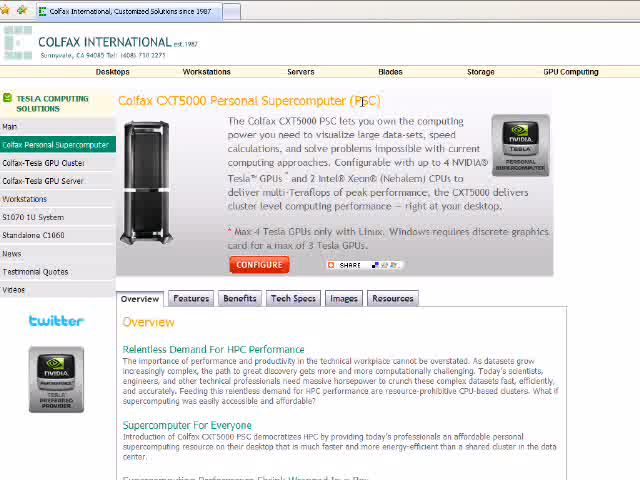 Colfax International, Customized Solutions since 1987
COLFAX INTERNATIONAL est.1987
Sunnyvale, CA 94085 Tel: (408) 730 2275
Desktops Workstations Servers Blades Storage GPU Computing
TESLA COMPUTING
SOLUTIONS
Main
Colfax Personal Supercomputer
Colfax-Tesla GPU Cluster
Colfax-Tesla GPU Server
Workstations
S1070 1U System
Standalone C1060
News
Testimonial Quotes
Videos
twitter
NVIDIA
TESLA
PREFERRED
PROVIDER
Colfax CXT5000 Personal Supercomputer (PSC)
The Colfax CXT5000 PSC lets you own the computing
power you need to visualize large data-sets, speed
calculations, and solve problems impossible with current
computing approaches. Configurable with up to 4 NVIDIA®
Tesla™ GPUs * and 2 Intel® Xeon® (Nehalem) CPUs to
deliver multi-Teraflops of peak performance, the CXT5000 delivers
cluster level computing performance — right at your desktop.
* Max 4 Tesla GPUs only with Linux. Windows requires discrete graphics
card for a max of 3 Tesla GPUs.
NVIDIA
TESLA
PERSONAL
SUPERCOMPUTER
CONFIGURE
SHARE
Overview Features Benefits Tech Specs Images Resources
Overview
Relentless Demand For HPC Performance
The importance of performance and productivity in the technical workplace cannot be overstated. As datasets grow
increasingly complex, the path to great discovery gets more and more computationally challenging. Today's scientists,
engineers, and other technical professionals need massive horsepower to crunch these complex datasets fast, efficiently,
and accurately. Feeding this relentless demand for HPC performance are resource-prohibitive CPU-based clusters. What if
supercomputing was easily accessible and affordable?
Supercomputer For Everyone
Introduction of Colfax CXT5000 PSC democratizes HPC by providing today's professionals an affordable personal
supercomputing resource on their desktop that is much faster and more energy-efficient than a shared cluster in the data
center.